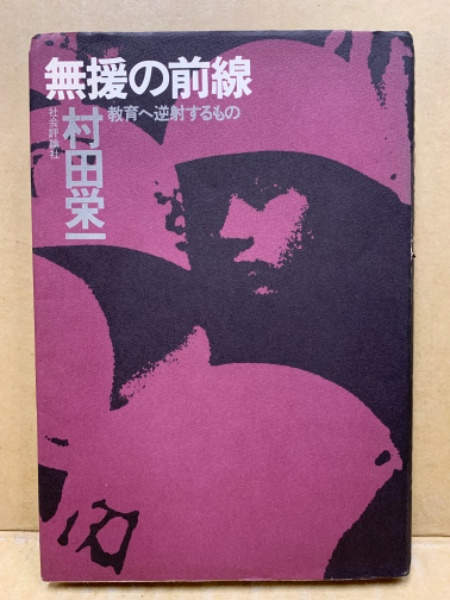 無援の前線
教育へ逆射するもの
村田栄一
社会評論社